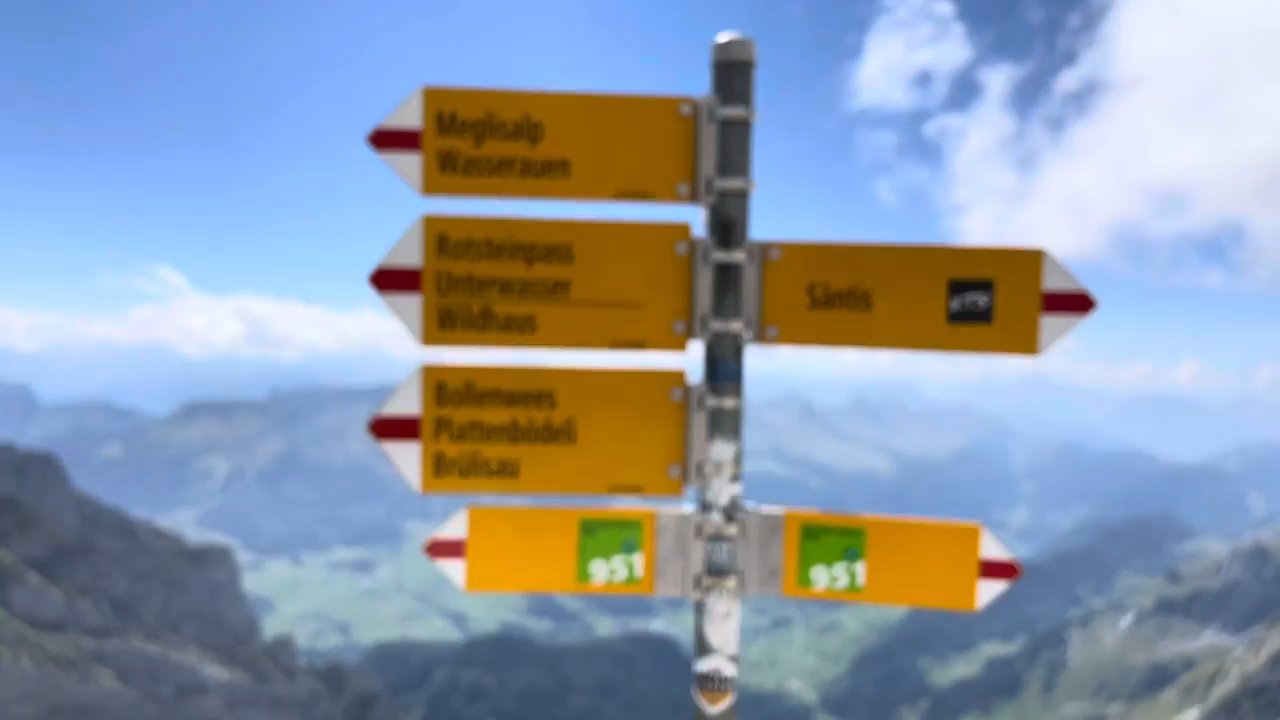 Meglisalp
Wasserauen
Rotsteinpass
Unterwasser
Wildhaus
Säntis
Bollenwees
Plattenbödeli
Brülisau
951
951